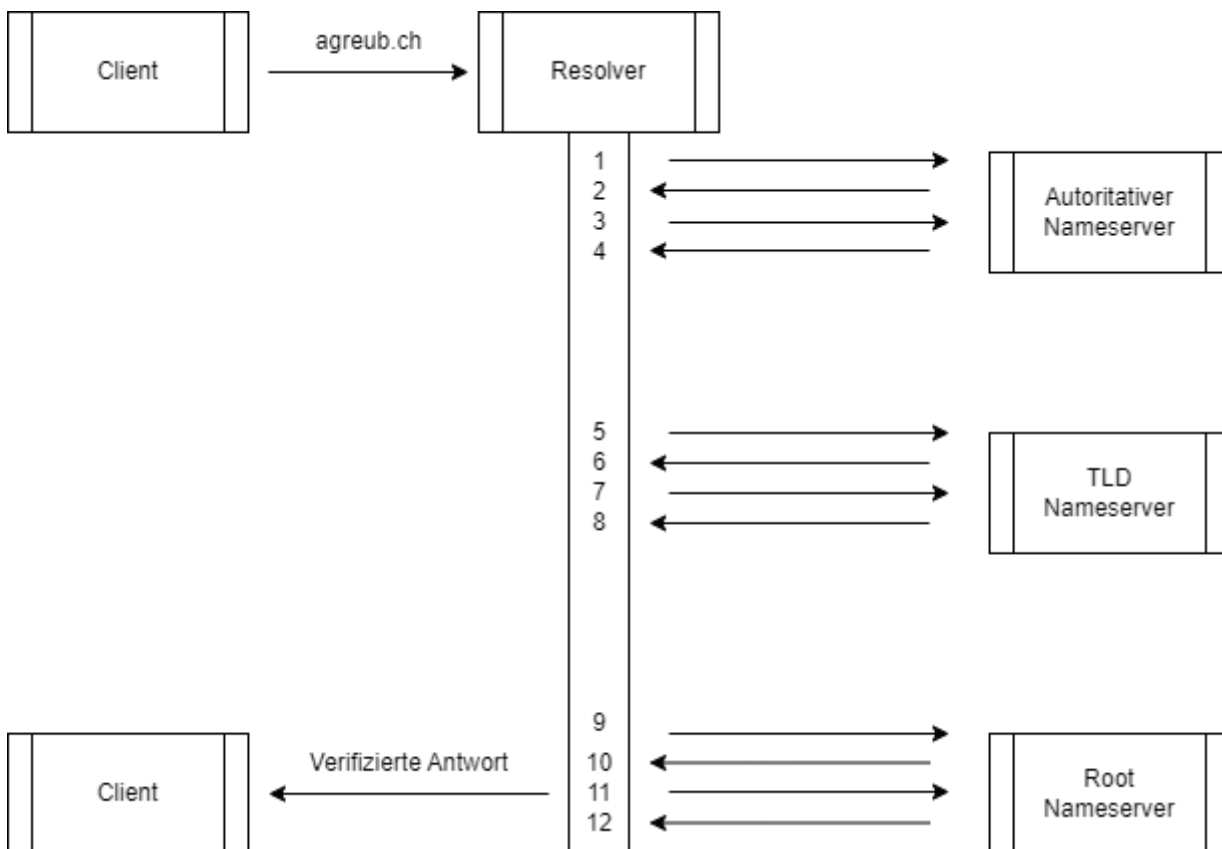 Client
agreub.ch
Resolver
1
2
3
4
Autoritativer
Nameserver
5
6
7
8
TLD
Nameserver
9
10
11
12
Verifizierte Antwort
Client
Root
Nameserver